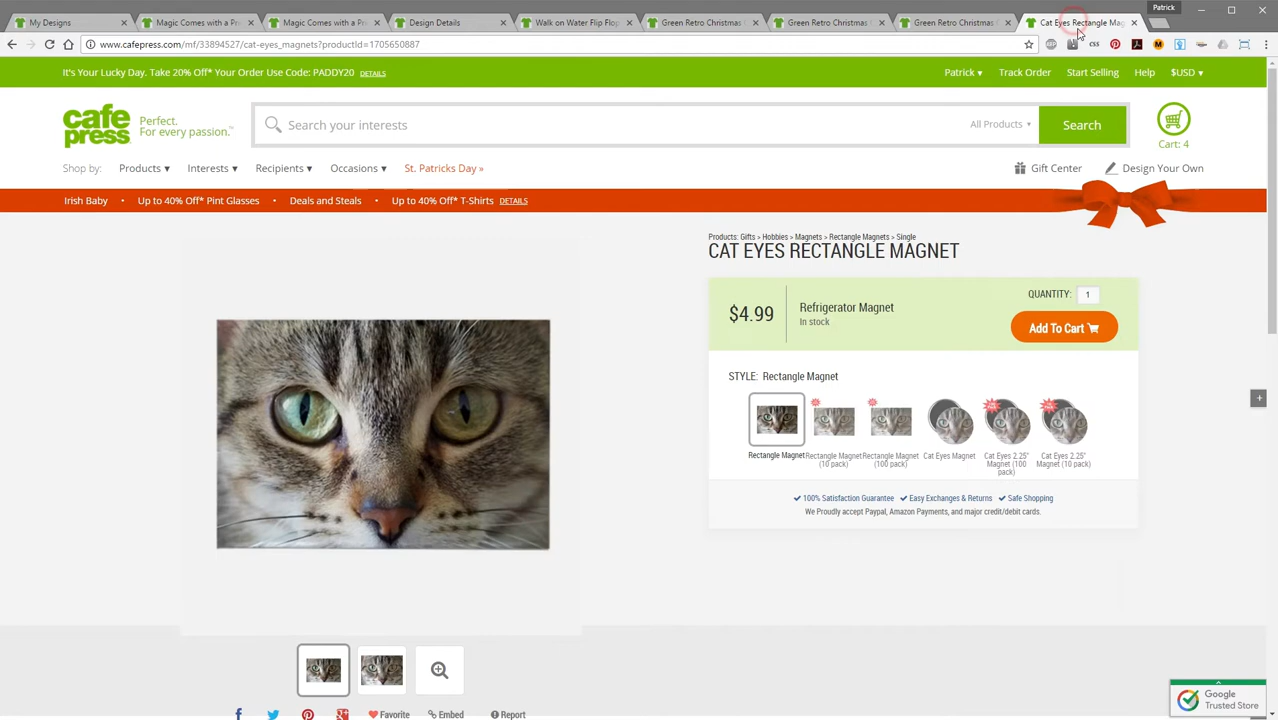 Patrick
My Designs
Magic Comes with a Pr
Magic Comes with a Pr
Design Details
Walk on Water Flip Flop
Green Retro Christmas
Green Retro Christmas
Green Retro Christmas
Cat Eyes Rectangle Mag
www.cafepress.com/mf/33894527/cat-eyes_magnets?productId=1705650887
It's Your Lucky Day. Take 20% Off* Your Order Use Code: PADDY20 DETAILS
Patrick ▾ Track Order Start Selling Help $USD ▾
cafe press Perfect. For every passion.™
Search your interests
All Products ▾
Search
Cart: 4
Shop by: Products ▾ Interests ▾ Recipients ▾ Occasions ▾ St. Patricks Day »
Gift Center Design Your Own
Irish Baby • Up to 40% Off* Pint Glasses • Deals and Steals • Up to 40% Off* T-Shirts DETAILS
Products: Gifts > Hobbies > Magnets > Rectangle Magnets > Single
CAT EYES RECTANGLE MAGNET
$4.99
Refrigerator Magnet
In stock
QUANTITY: 1
Add To Cart
STYLE: Rectangle Magnet
Rectangle Magnet
Rectangle Magnet (10 pack)
Rectangle Magnet (100 pack)
Cat Eyes Magnet
Cat Eyes 2.25" Magnet (100 pack)
Cat Eyes 2.25" Magnet (10 pack)
100% Satisfaction Guarantee Easy Exchanges & Returns Safe Shopping
We Proudly accept Paypal, Amazon Payments, and major credit/debit cards.
Favorite Embed Report
Google Trusted Store